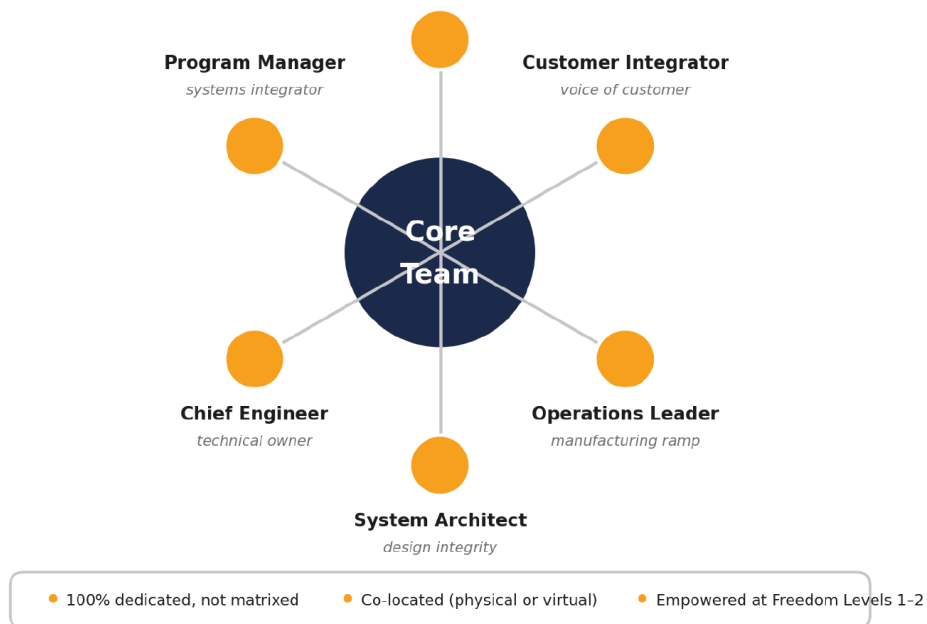 Program Manager
systems integrator
Customer Integrator
voice of customer
Core
Team
Chief Engineer
technical owner
Operations Leader
manufacturing ramp
System Architect
design integrity
100% dedicated, not matrixed
Co-located (physical or virtual)
Empowered at Freedom Levels 1–2